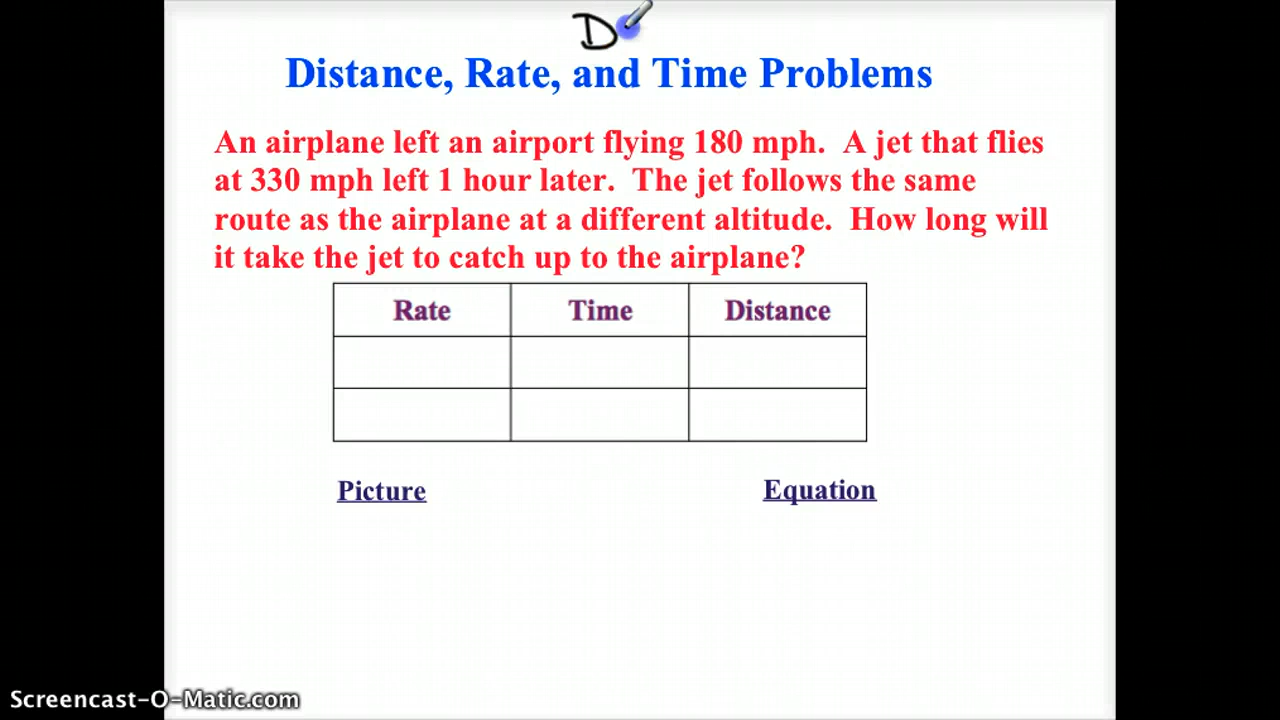 D
Distance, Rate, and Time Problems
An airplane left an airport flying 180 mph. A jet that flies
at 330 mph left 1 hour later. The jet follows the same
route as the airplane at a different altitude. How long will
it take the jet to catch up to the airplane?
Rate Time Distance
Picture Equation
Screencast-O-Matic.com